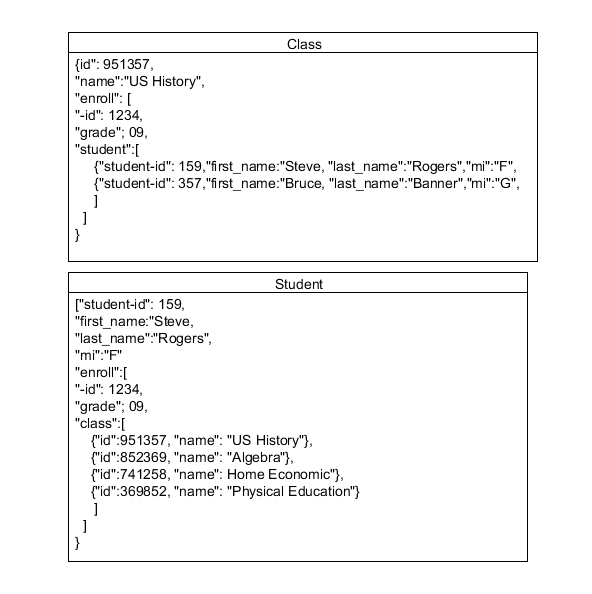 Class
{id": 951357,
"name":"US History",
"enroll": [
"-id": 1234,
"grade"; 09,
"student":[
{"student-id": 159,"first_name:"Steve, "last_name":"Rogers","mi":"F",
{"student-id": 357,"first_name:"Bruce, "last_name":"Banner","mi":"G",
]
]
}
Student
["student-id": 159,
"first_name:"Steve,
"last_name":"Rogers",
"mi":"F"
"enroll":[
"-id": 1234,
"grade"; 09,
"class":[
{"id":951357, "name": "US History"},
{"id":852369, "name": "Algebra"},
{"id":741258, "name": Home Economic"},
{"id":369852, "name": "Physical Education"}
]
]
}